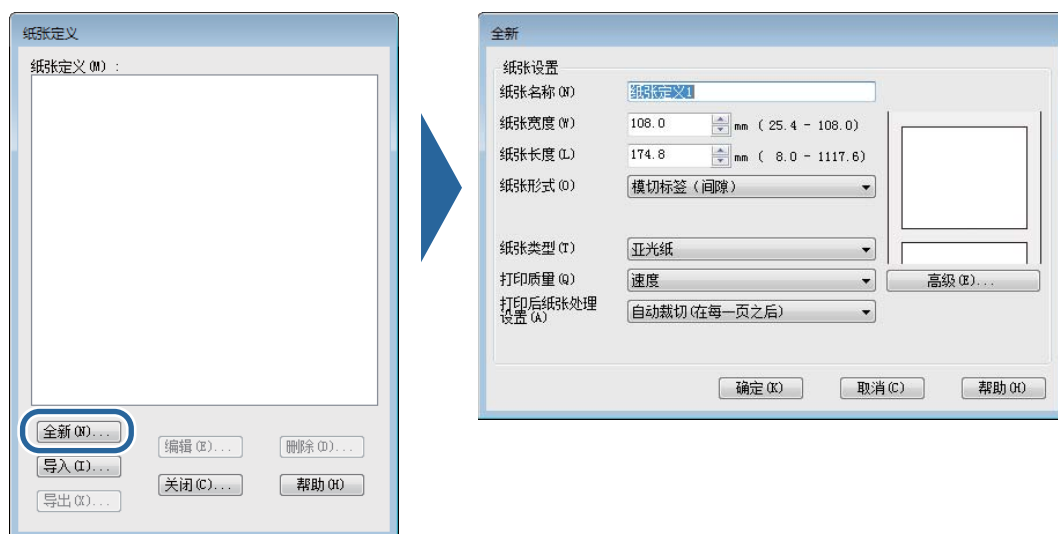 纸张定义
纸张定义(M) :
全新(N)...
编辑(E)...
删除(D)...
导入(I)...
关闭(C)...
帮助(H)
导出(X)...
全新
纸张设置
纸张名称(N) 纸张定义1
纸张宽度(W) 108.0 mm ( 25.4 - 108.0)
纸张长度(L) 174.8 mm ( 8.0 - 1117.6)
纸张形式(O) 模切标签（间隙）
纸张类型(T) 亚光纸
打印质量(Q) 速度 高级(E)...
打印后纸张处理
设置(A) 自动裁切(在每一页之后)
确定(K) 取消(C) 帮助(H)